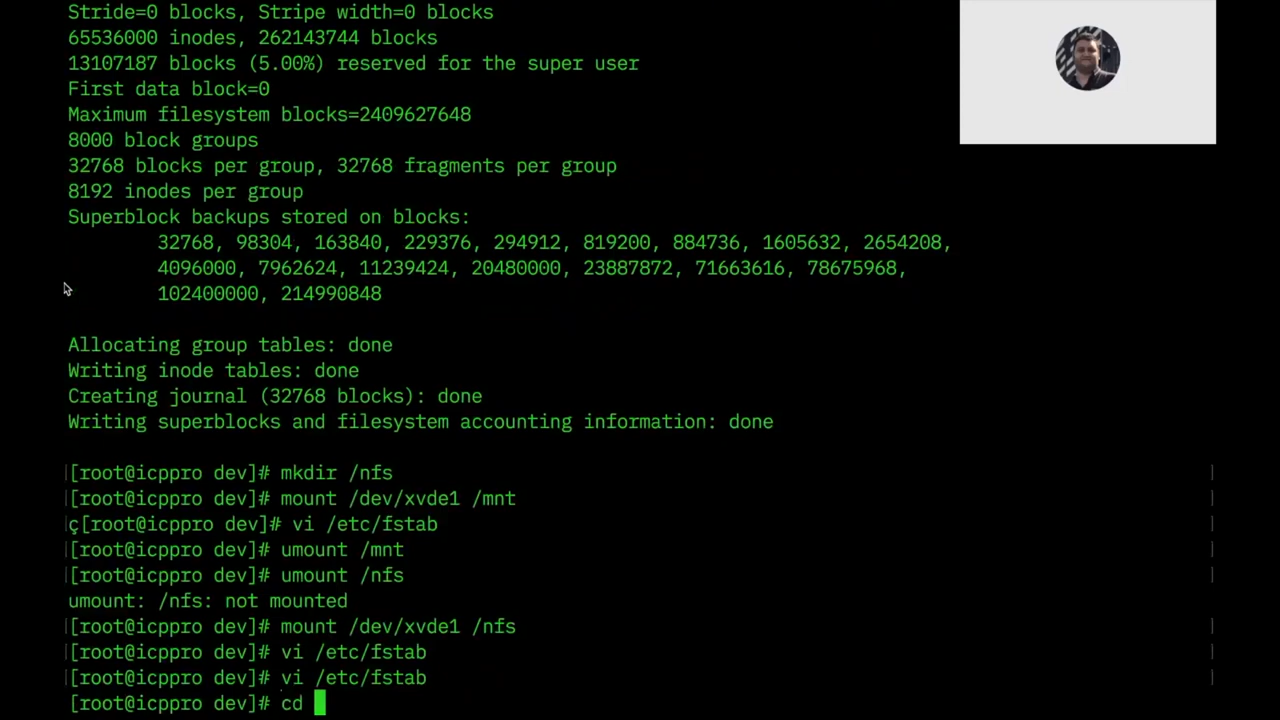 Stride=0 blocks, Stripe width=0 blocks
65536000 inodes, 262143744 blocks
13107187 blocks (5.00%) reserved for the super user
First data block=0
Maximum filesystem blocks=2409627648
8000 block groups
32768 blocks per group, 32768 fragments per group
8192 inodes per group
Superblock backups stored on blocks:
32768, 98304, 163840, 229376, 294912, 819200, 884736, 1605632, 2654208,
4096000, 7962624, 11239424, 20480000, 23887872, 71663616, 78675968,
102400000, 214990848
Allocating group tables: done
Writing inode tables: done
Creating journal (32768 blocks): done
Writing superblocks and filesystem accounting information: done
[root@icppro dev]# mkdir /nfs
[root@icppro dev]# mount /dev/xvde1 /mnt
ç[root@icppro dev]# vi /etc/fstab
[root@icppro dev]# umount /mnt
[root@icppro dev]# umount /nfs
umount: /nfs: not mounted
[root@icppro dev]# mount /dev/xvde1 /nfs
[root@icppro dev]# vi /etc/fstab
[root@icppro dev]# vi /etc/fstab
[root@icppro dev]# cd